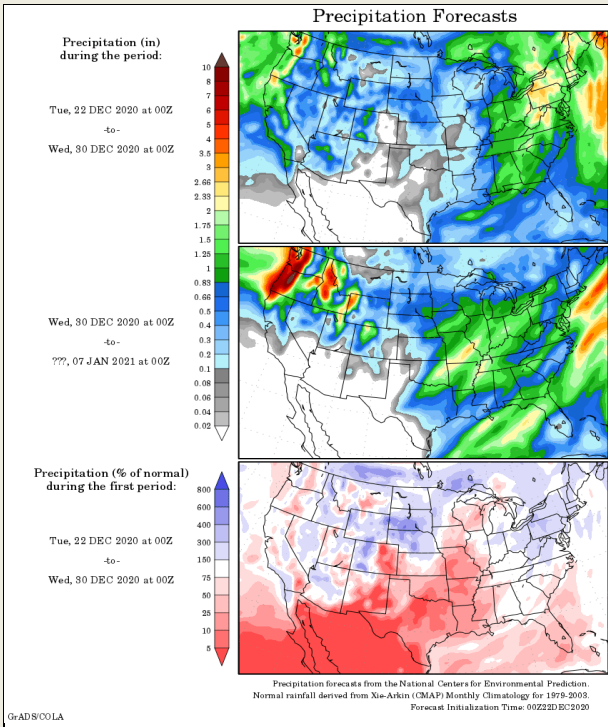 Precipitation Forecasts
Precipitation (in)
during the period:
Tue, 22 DEC 2020 at 00Z
-to-
Wed, 30 DEC 2020 at 00Z
10
8
7
6
5
4
3.5
3
2.66
2.33
2
1.75
1.5
1.25
1
0.83
0.66
0.5
0.4
0.3
0.2
0.1
0.08
0.06
0.04
0.02
Wed, 30 DEC 2020 at 00Z
-to-
???, 07 JAN 2021 at 00Z
Precipitation (% of normal)
during the first period:
Tue, 22 DEC 2020 at 00Z
-to-
Wed, 30 DEC 2020 at 00Z
800
600
400
300
150
75
50
25
10
5
Precipitation forecasts from the National Centers for Environmental Prediction.
Normal rainfall derived from Xie-Arkin (CMAP) Monthly Climatology for 1979-2003.
Forecast Initialization Time: 00Z22DEC2020
GrADS/COLA